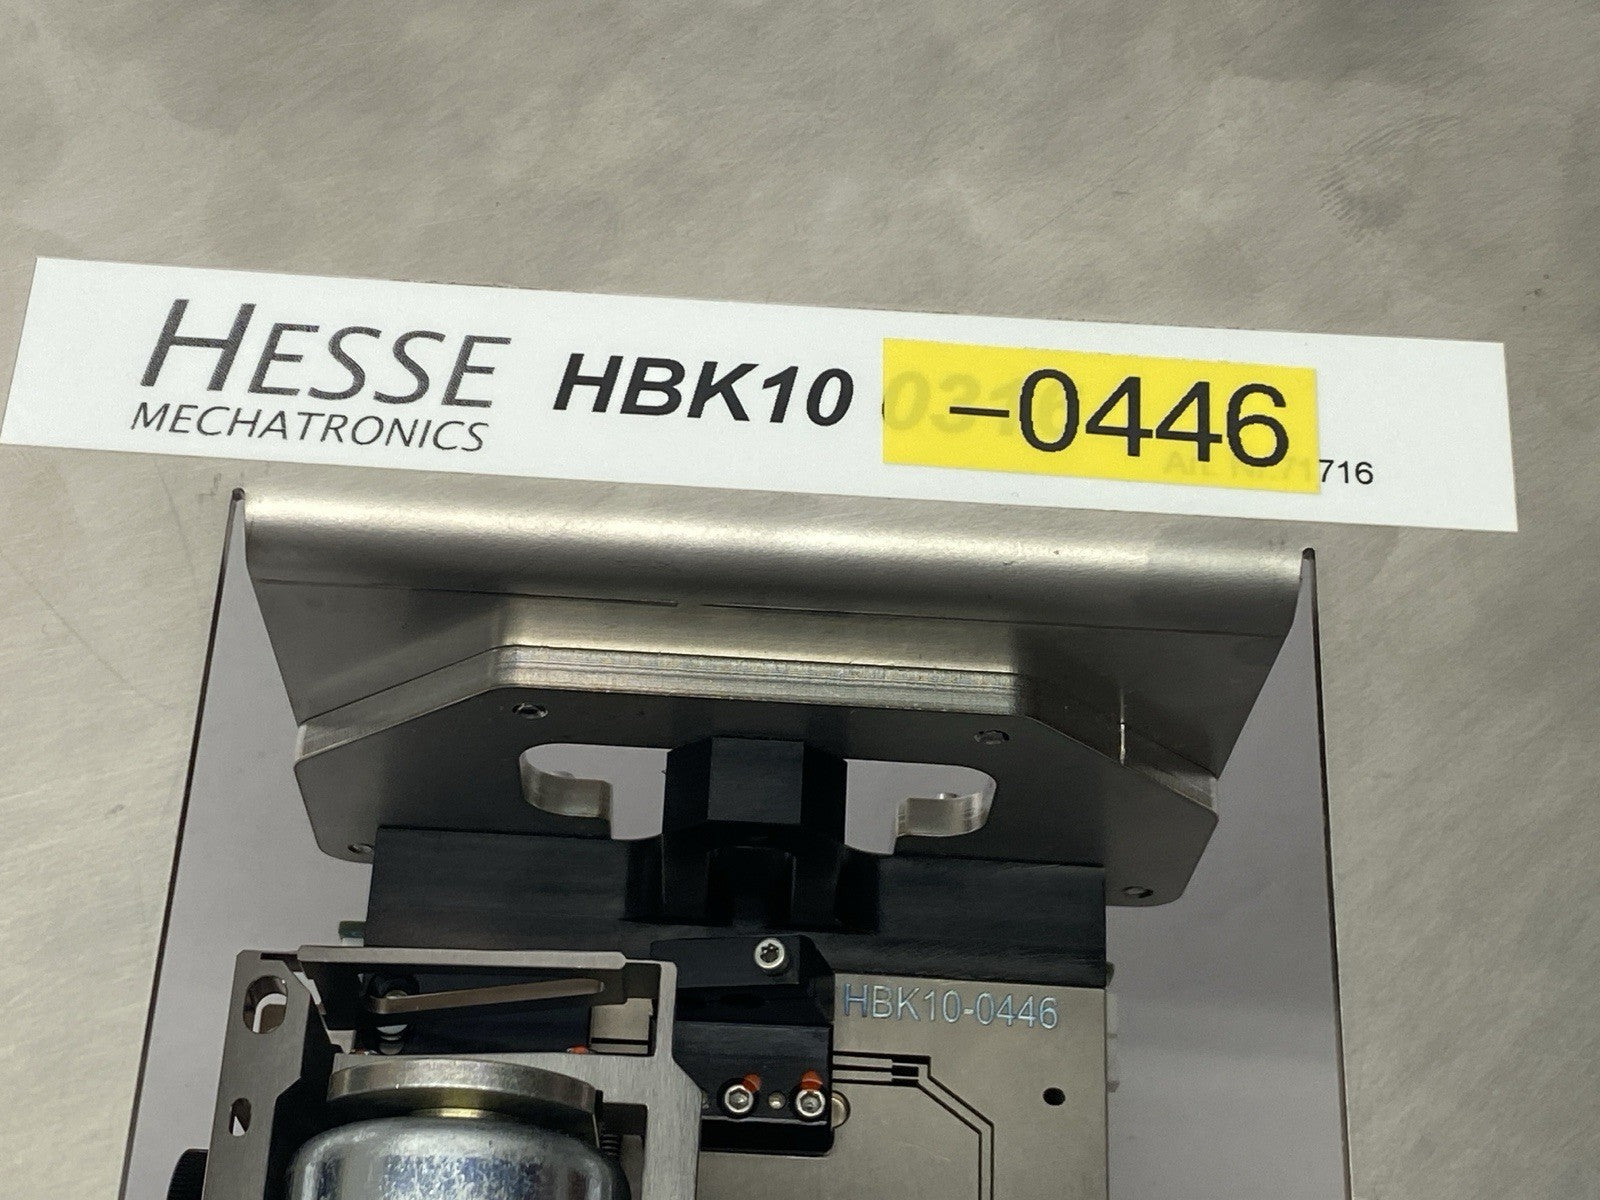 HESSE
MECHATRONICS
HBK10 -0446
716
HBK10-0446